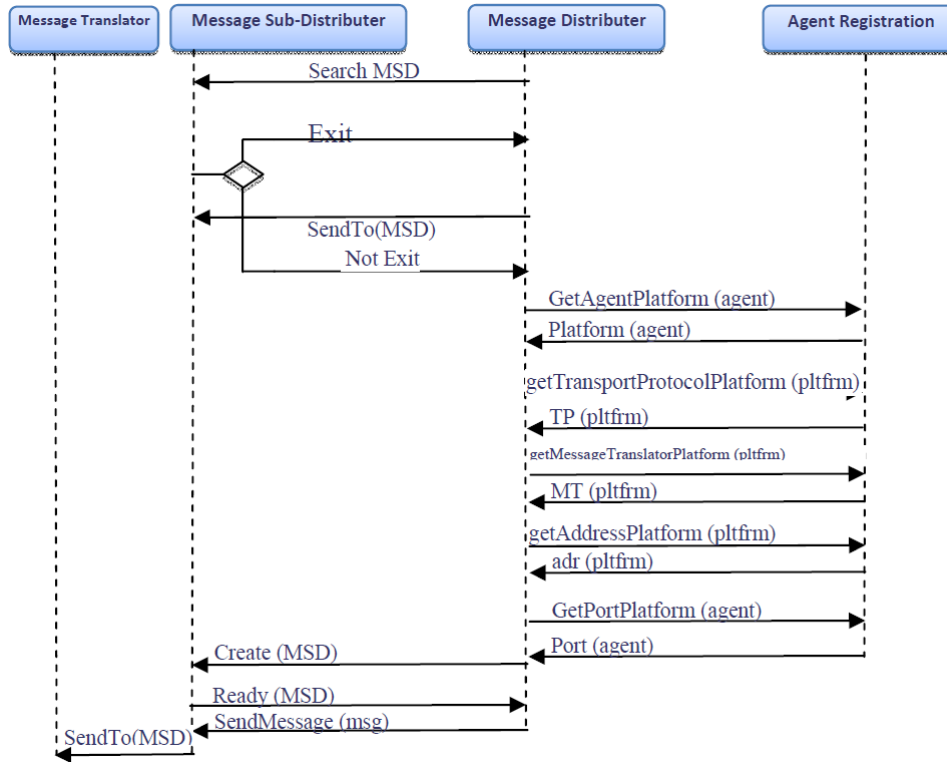 Message Translator
Message Sub-Distributer
Message Distributer
Agent Registration
Search MSD
Exit
SendTo(MSD)
Not Exit
GetAgentPlatform (agent)
Platform (agent)
getTransportProtocolPlatform (pltfrm)
TP (pltfrm)
getMessageTranslatorPlatform (pltfrm)
MT (pltfrm)
getAddressPlatform (pltfrm)
adr (pltfrm)
GetPortPlatform (agent)
Port (agent)
Create (MSD)
Ready (MSD)
SendMessage (msg)
SendTo(MSD)